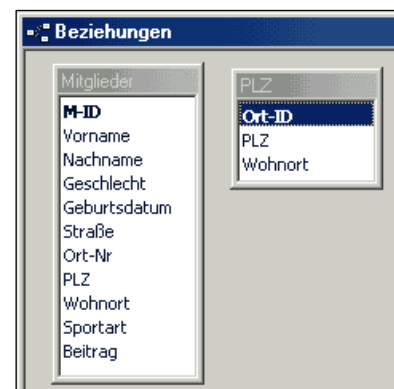 Beziehungen
Mitglieder
M-ID
Vorname
Nachname
Geschlecht
Geburtsdatum
Straße
Ort-Nr
PLZ
Wohnort
Sportart
Beitrag
PLZ
Ort-ID
PLZ
Wohnort